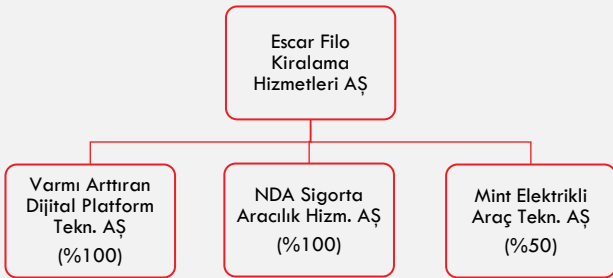 Escar Filo
Kiralama
Hizmetleri AŞ
Varmı Arttıran
Dijital Platform
Tekn. AŞ
(%100)
NDA Sigorta
Aracılık Hizm. AŞ
(%100)
Mint Elektrikli
Araç Tekn. AŞ
(%50)